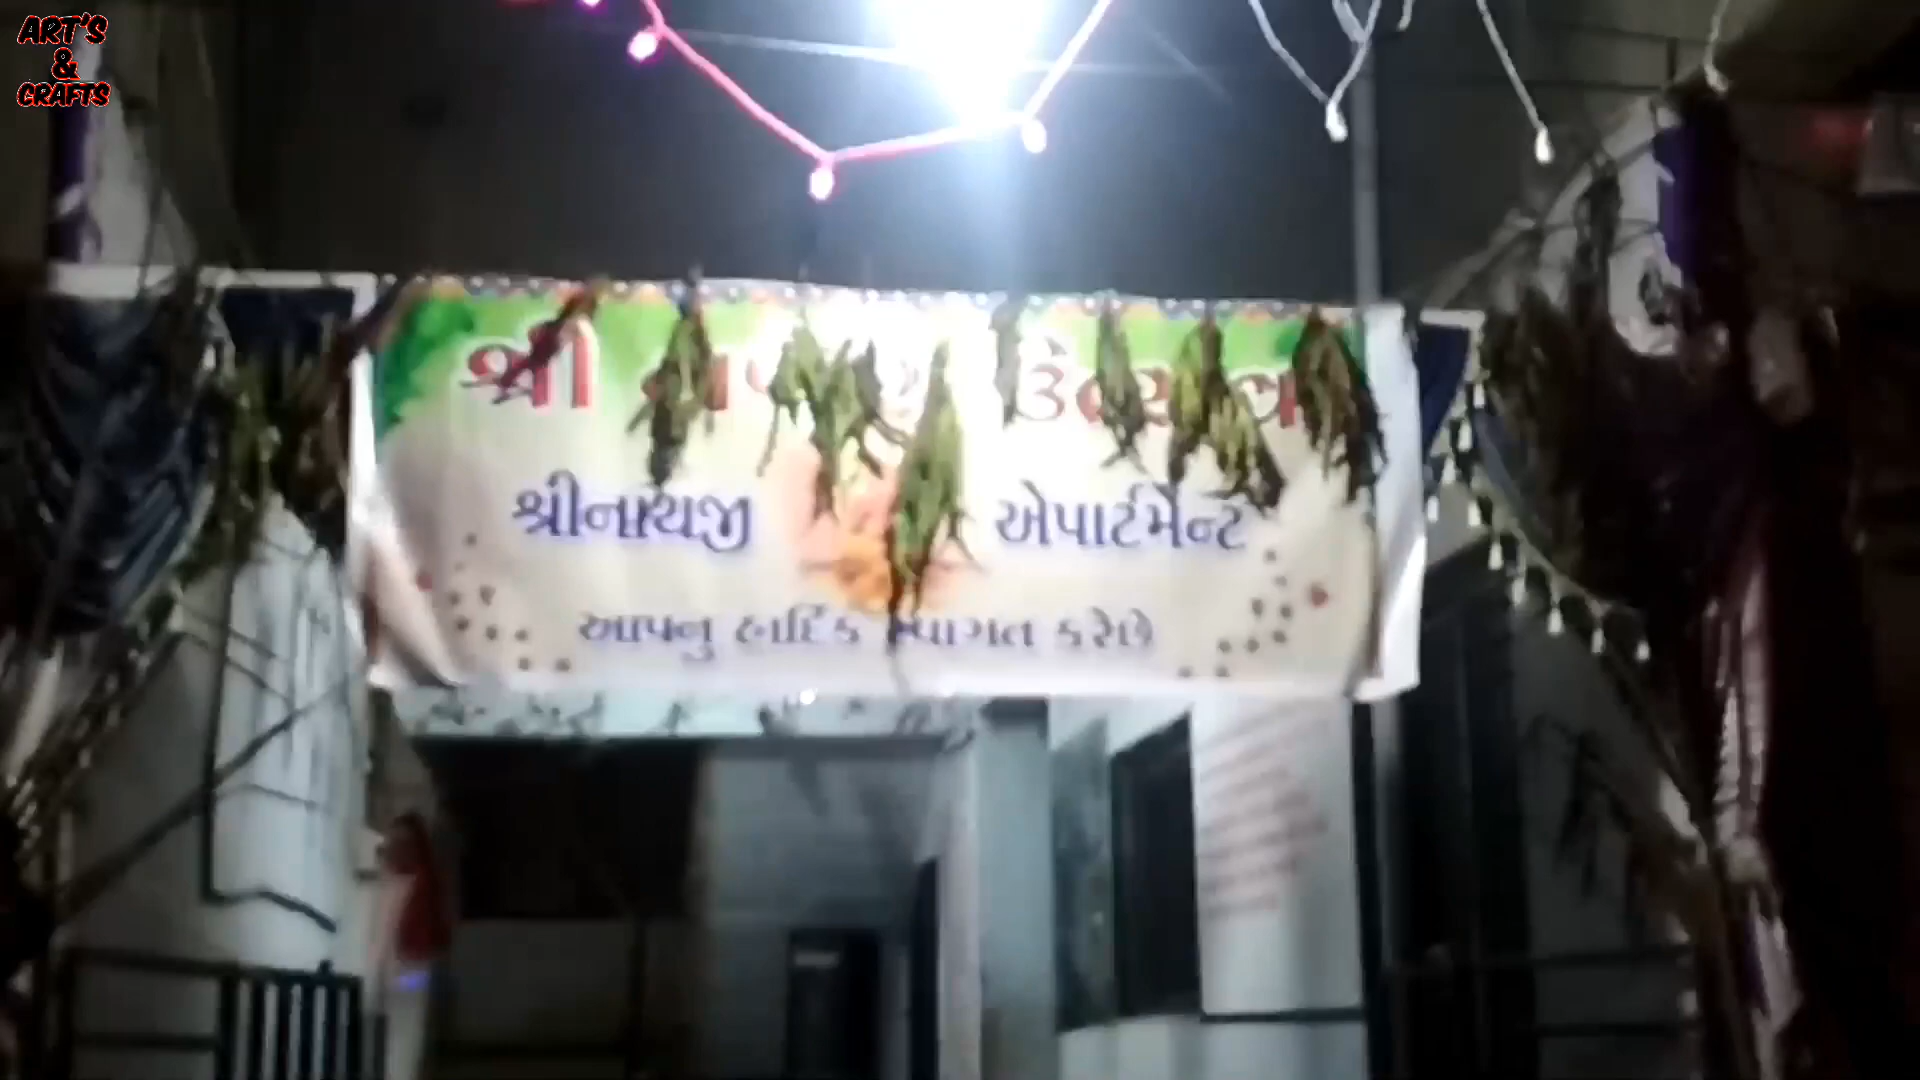 ART'S
&
CRAFTS
શ્રી
શ્રીનાથજી એપાર્ટમેન્ટ
આપનુ હાર્દિક સ્વાગત કરેછે